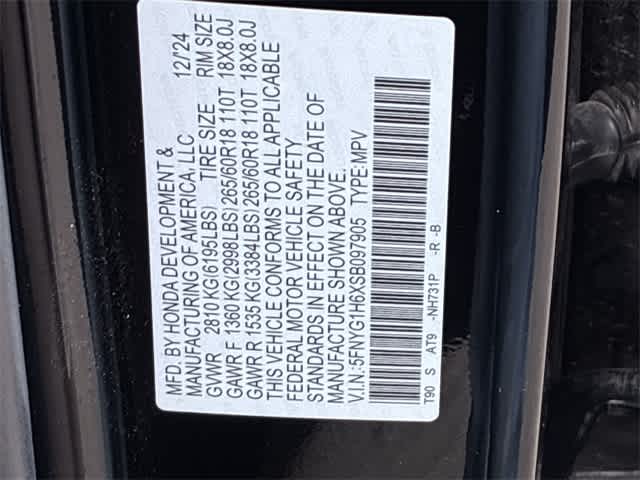 MFD. BY HONDA DEVELOPMENT & 12/'24
MANUFACTURING OF AMERICA, LLC
GVWR 2810 KG(6195LBS) TIRE SIZE RIM SIZE
GAWR F 1360 KG(2998LBS)265/60R18 110T 18X8.0J
GAWR R 1535 KG(3384LBS)265/60R18 110T 18X8.0J
THIS VEHICLE CONFORMS TO ALL APPLICABLE
FEDERAL MOTOR VEHICLE SAFETY
STANDARDS IN EFFECT ON THE DATE OF
MANUFACTURE SHOWN ABOVE.
V.I.N.:5FNYG1H6XSB097905 TYPE:MPV
T90 S AT9 -NH731P -R -B